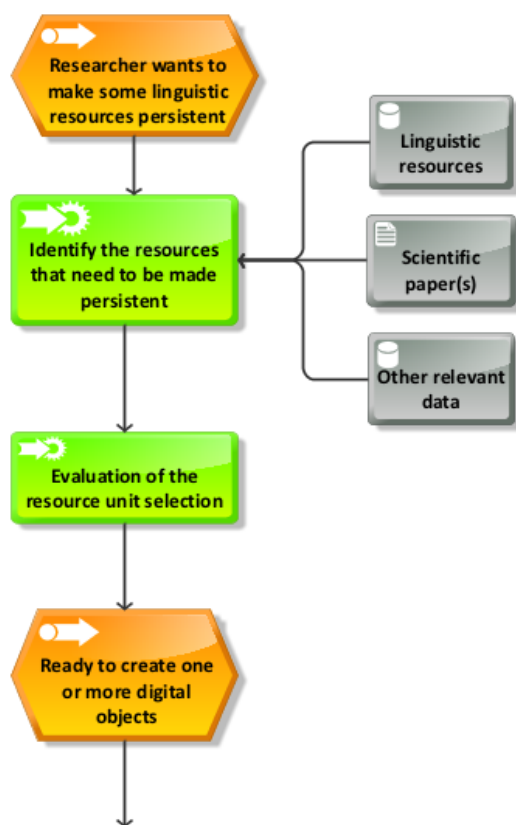 Researcher wants to
make some linguistic
resources persistent
Linguistic
resources
Identify the resources
that need to be made
persistent
Scientific
paper(s)
Other relevant
data
Evaluation of the
resource unit selection
Ready to create one
or more digital
objects